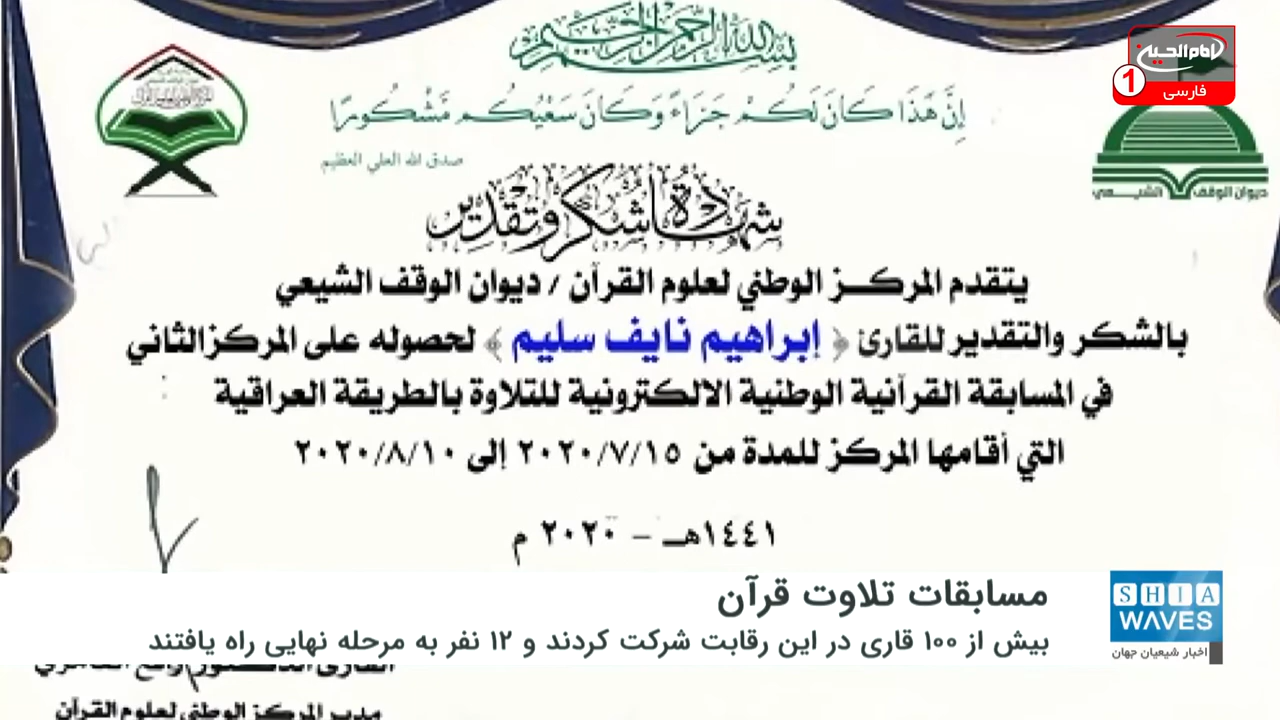 بسم الله الرحمن الرحيم
إِنَّ هَذَا كَانَ لَكُمْ جَزَاءً وَكَانَ سَعْيُكُم مَّشْكُورًا
صدق الله العلي العظيم
امام الحسین
1
فارسی
ديوان الوقف الشيعي
شهادة شكر وتقدير
يتقدم المركز الوطني لعلوم القرآن / ديوان الوقف الشيعي
بالشكر والتقدير للقارئ ﴿ إبراهيم نايف سليم ﴾ لحصوله على المركز الثاني
في المسابقة القرآنية الوطنية الالكترونية للتلاوة بالطريقة العراقية
التي أقامها المركز للمدة من ٢٠٢٠/٧/١٥ إلى ٢٠٢٠/٨/١٠
١٤٤١هـ - ٢٠٢٠ م
مسابقات تلاوت قرآن
بیش از ۱۰۰ قاری در این رقابت شرکت کردند و ۱۲ نفر به مرحله نهایی راه یافتند
SHIA
WAVES
اخبار شیعیان جهان
مدير المركز الوطني لعلوم القرآن